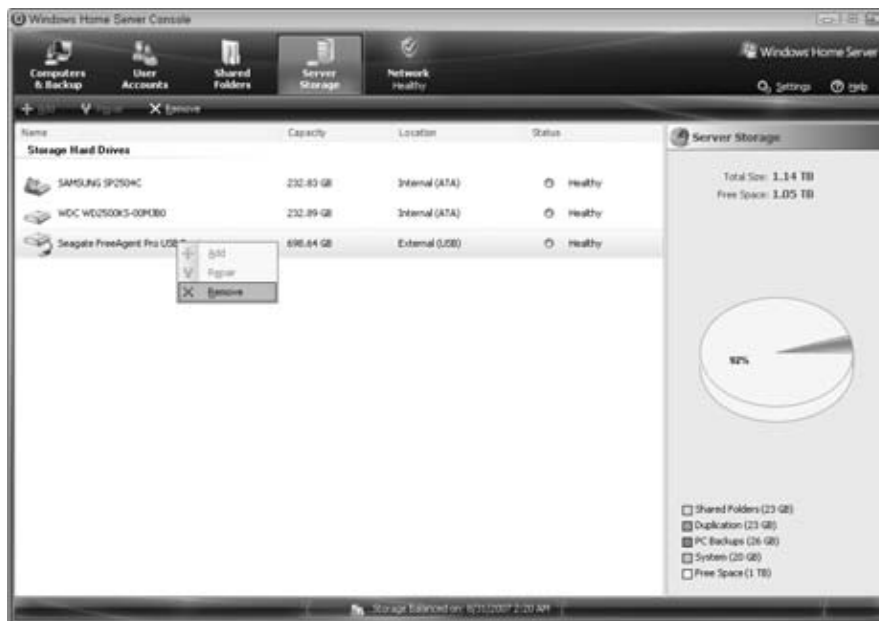 Windows Home Server Console
Computers & Backup
User Accounts
Shared Folders
Server Storage
Network Healthy
Windows Home Server
Settings Help
Add Repair Remove
Name Capacity Location Status
Storage Hard Drives
SAMSUNG SP2504C 232.83 GB Internal (ATA) Healthy
WDC WD2500KS-00MJB0 232.89 GB Internal (ATA) Healthy
Seagate FreeAgent Pro USB 698.64 GB External (USB) Healthy
Add
Repair
Remove
Server Storage
Total Size: 1.14 TB
Free Space: 1.05 TB
92%
Shared Folders (23 GB)
Duplication (23 GB)
PC Backups (26 GB)
System (20 GB)
Free Space (1 TB)
Storage Balanced on: 8/31/2007 2:20 AM